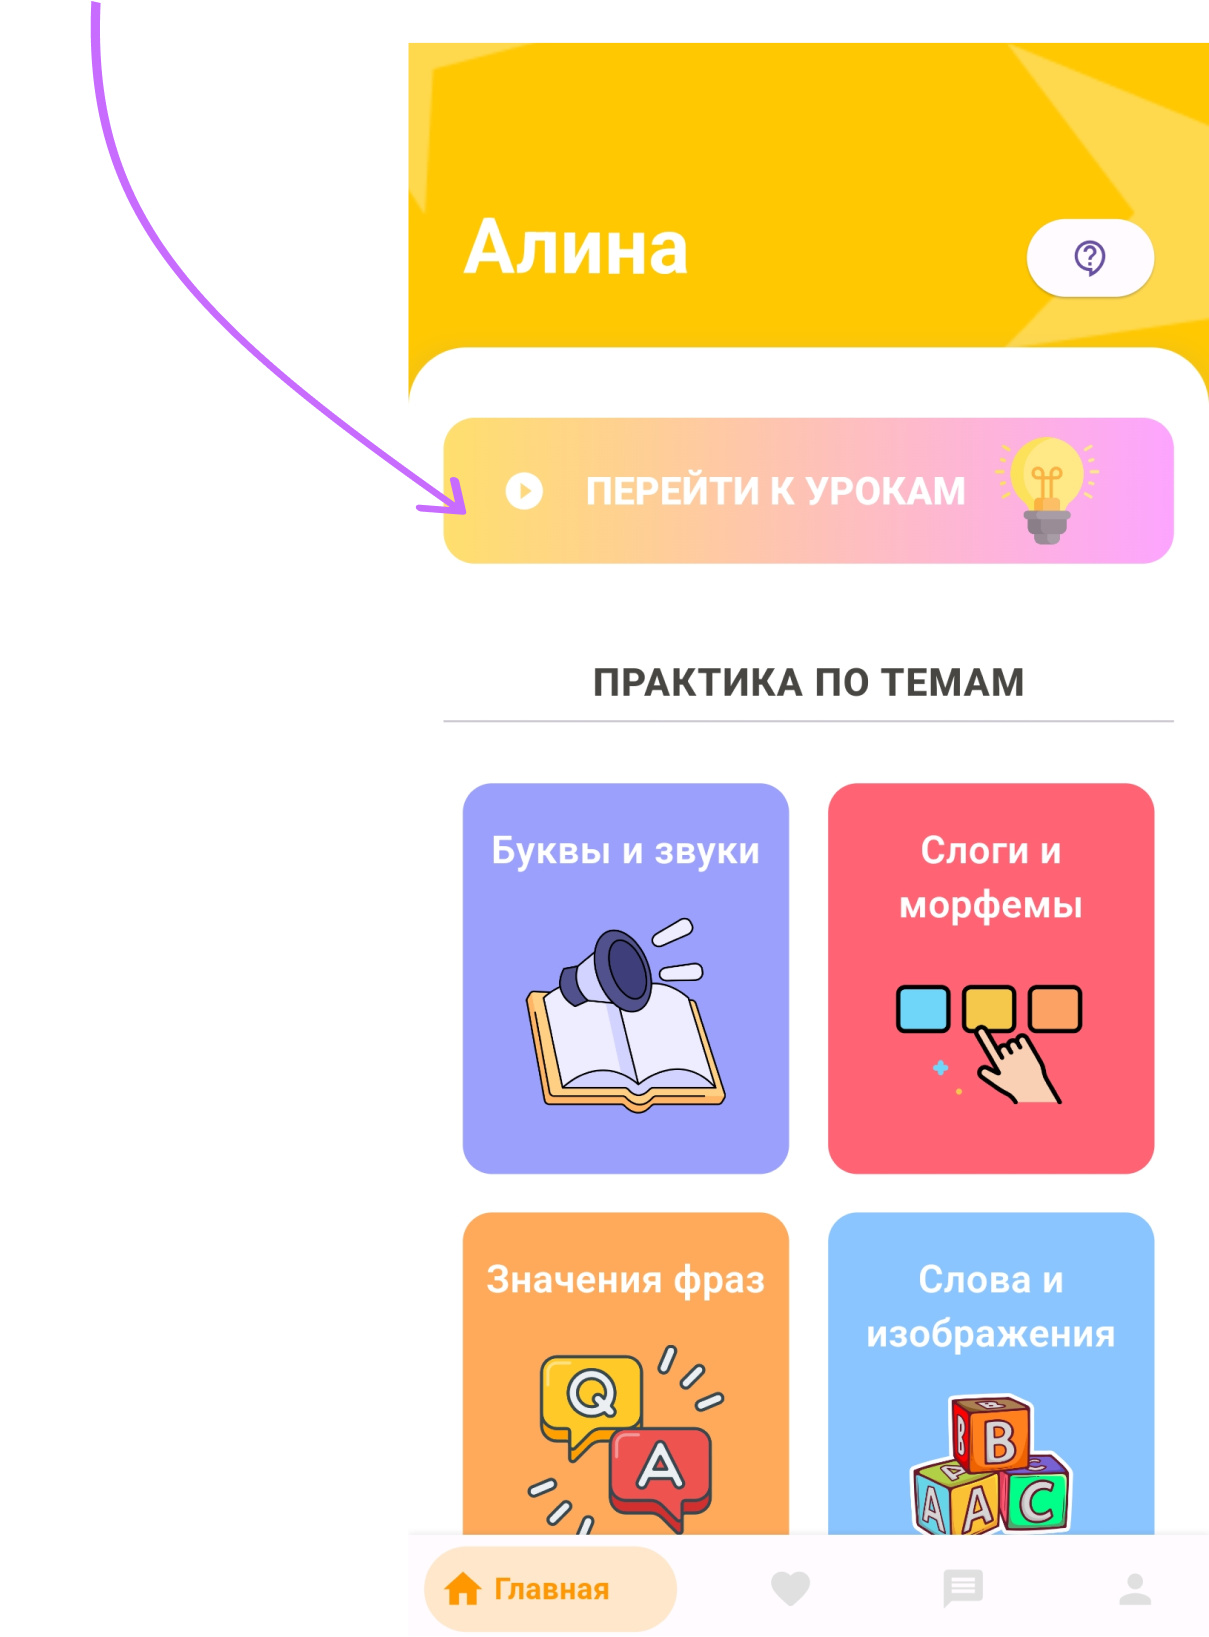 Алина
ПЕРЕЙТИ К УРОКАМ
ПРАКТИКА ПО ТЕМАМ
Буквы и звуки
Слоги и
морфемы
Значения фраз
Слова и
изображения
Q
A
B
B
B
A
C
A
A
C
Главная